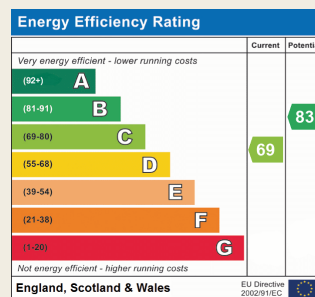 Energy Efficiency Rating
Current Potenti
Very energy efficient - lower running costs
(92+) A
(81-91) B
83
(69-80) C
69
(55-68) D
(39-54) E
(21-38) F
(1-20) G
Not energy efficient - higher running costs
England, Scotland & Wales
EU Directive
2002/91/EC